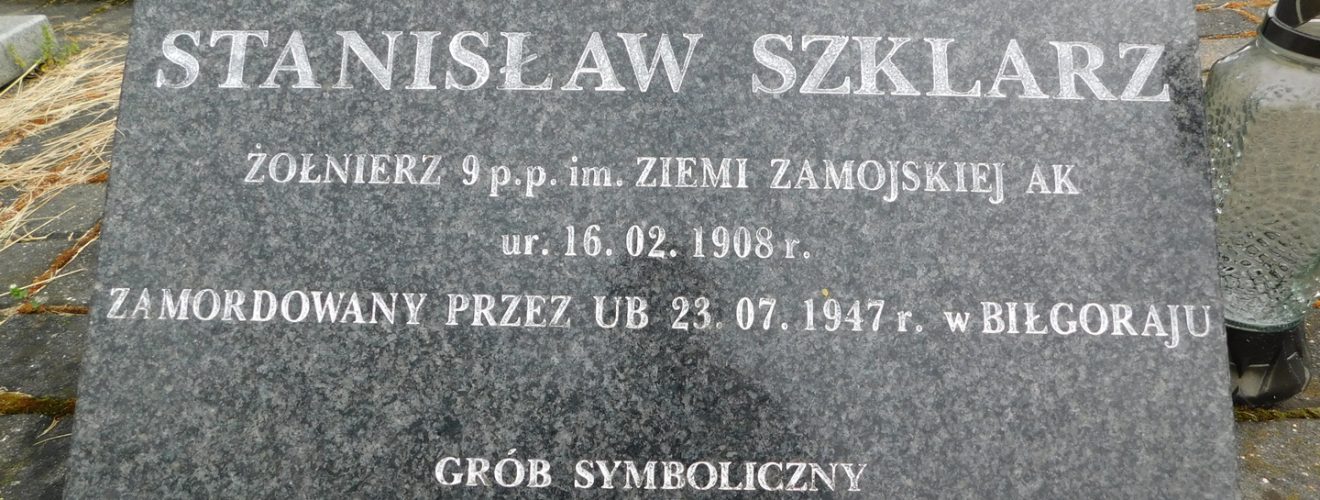 STANISŁAW SZKLARZ
ŻOŁNIERZ 9 p.p. im. ZIEMI ZAMOJSKIEJ AK
ur. 16. 02. 1908 r.
ZAMORDOWANY PRZEZ UB 23. 07. 1947 r. w BIŁGORAJU
GRÓB SYMBOLICZNY